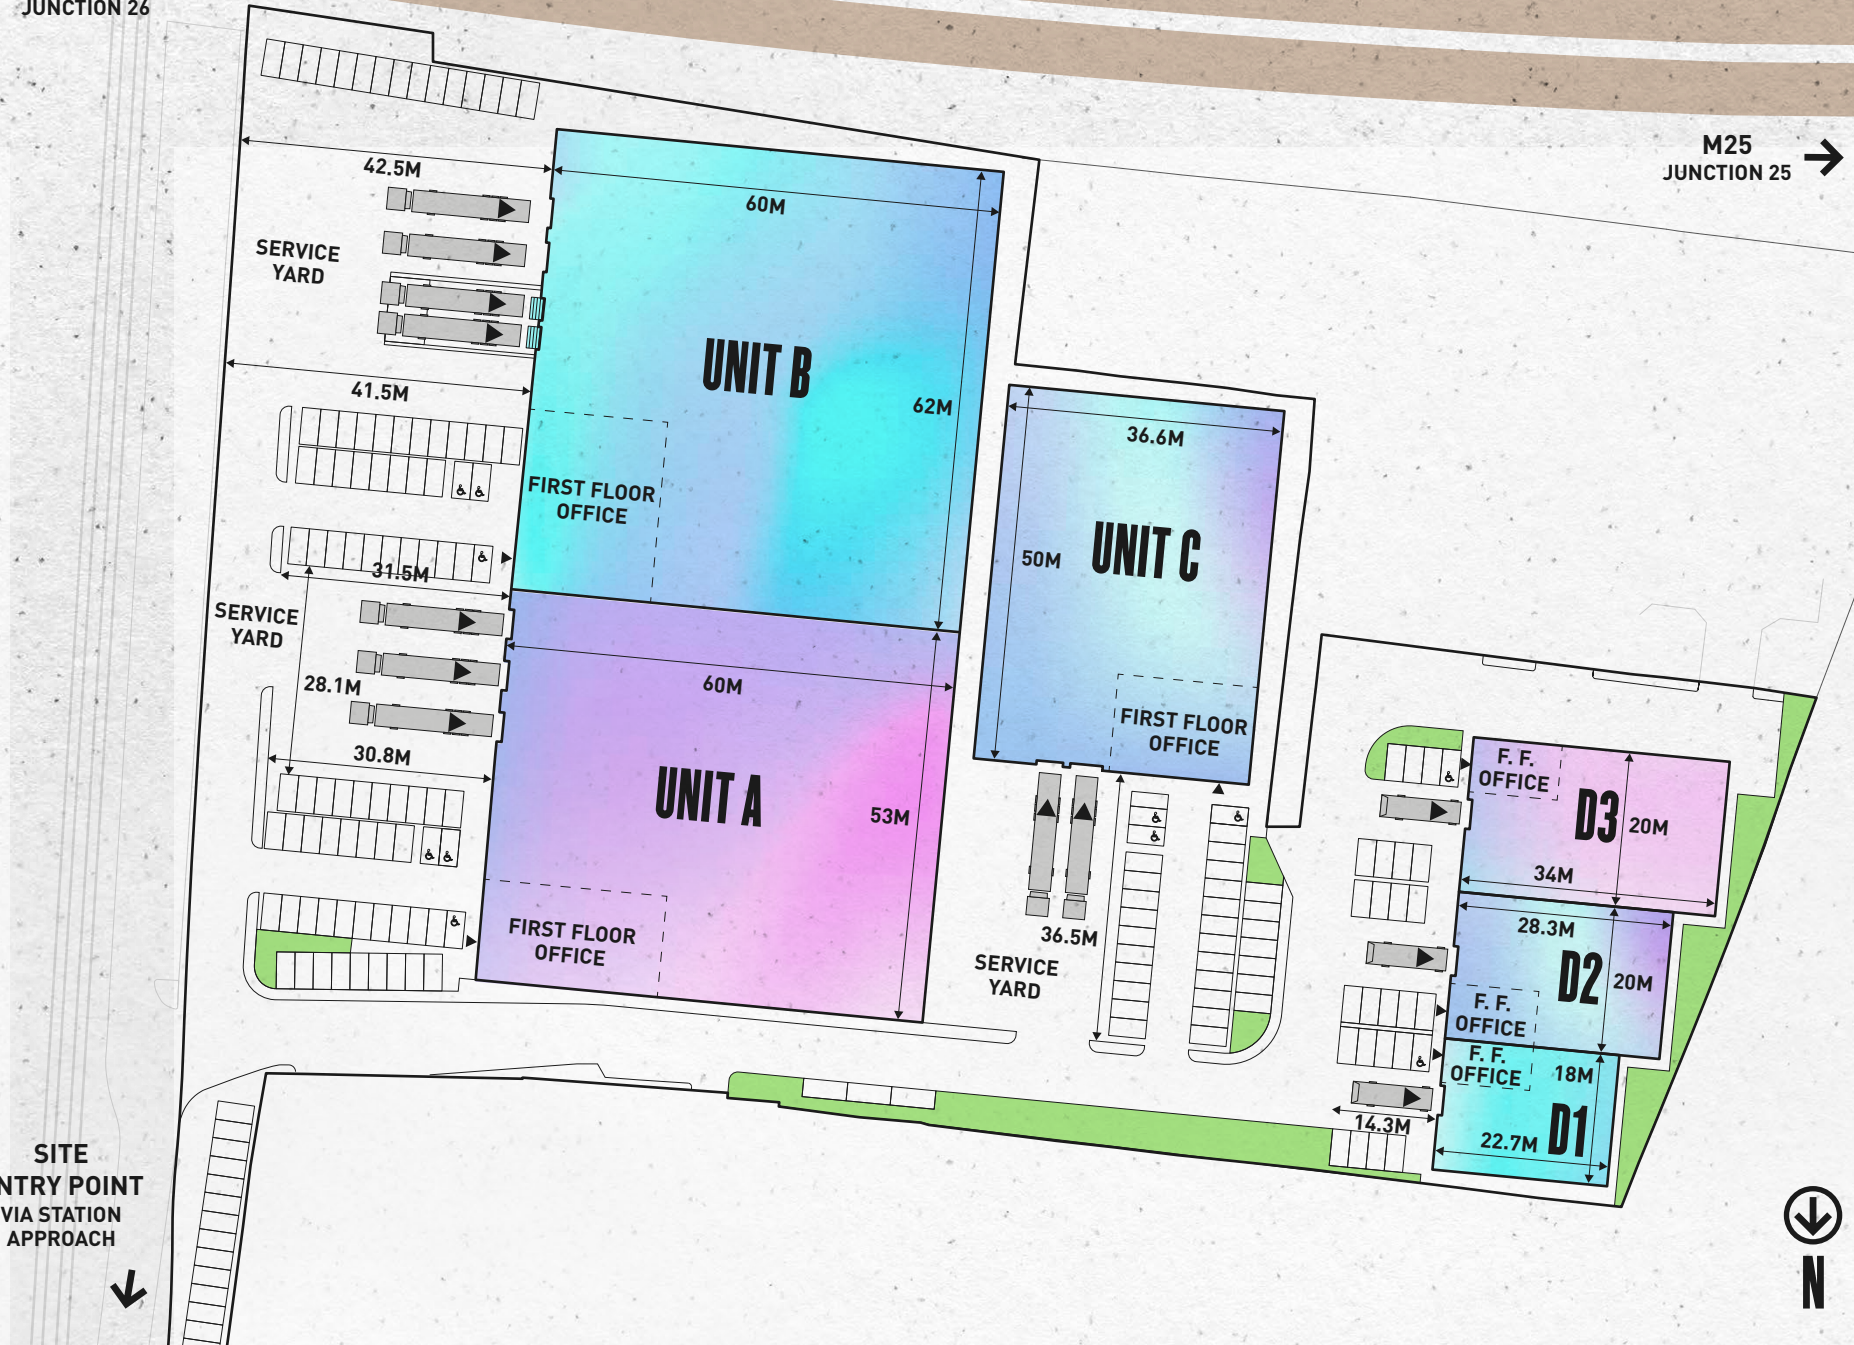 JUNCTION 26
M25
JUNCTION 25
42.5M
60M
SERVICE
YARD
UNIT B
62M
41.5M
FIRST FLOOR
OFFICE
36.6M
UNIT C
50M
FIRST FLOOR
OFFICE
31.5M
SERVICE
YARD
28.1M
60M
30.8M
UNIT A
53M
FIRST FLOOR
OFFICE
36.5M
SERVICE
YARD
F. F.
OFFICE
D3
20M
34M
28.3M
D2
20M
F. F.
OFFICE
F. F.
OFFICE
18M
D1
14.3M
22.7M
SITE
NTRY POINT
VIA STATION
APPROACH
N